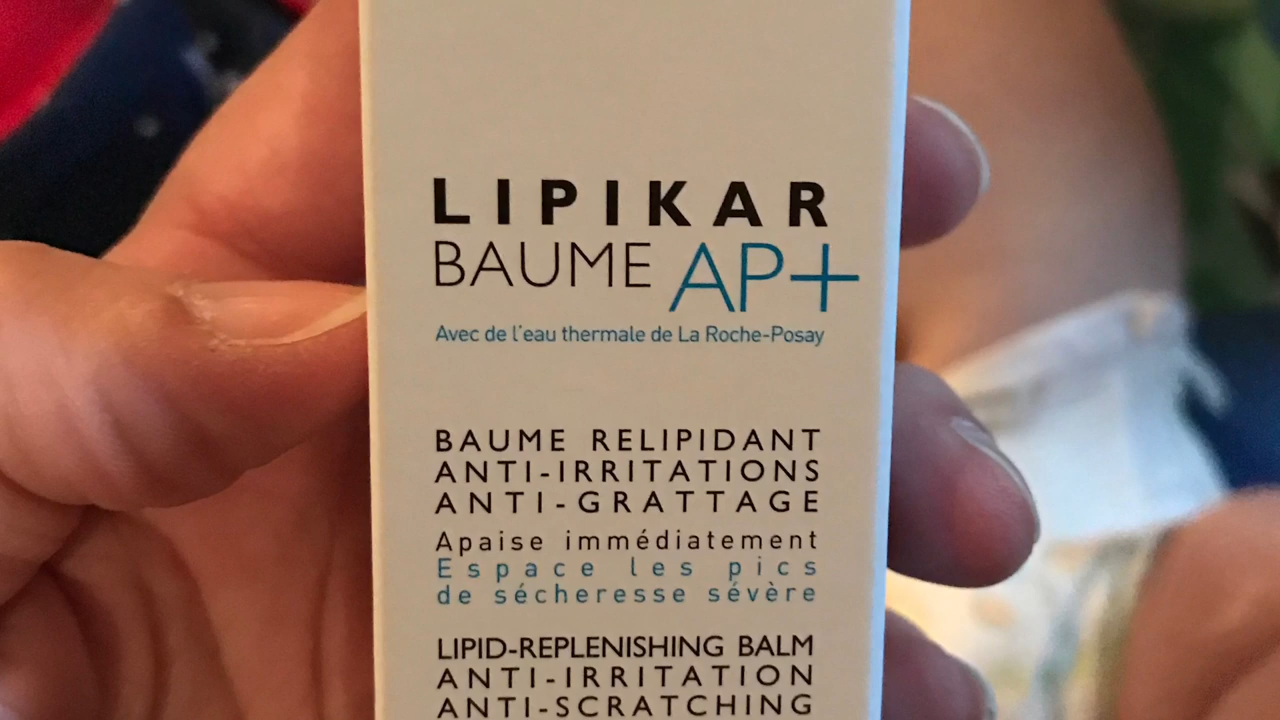 LIPIKAR
BAUME AP+
Avec de l'eau thermale de La Roche-Posay
BAUME RELIPIDANT
ANTI-IRRITATIONS
ANTI-GRATTAGE
Apaise immédiatement
Espace les pics
de sécheresse sévère
LIPID-REPLENISHING BALM
ANTI-IRRITATION
ANTI-SCRATCHING